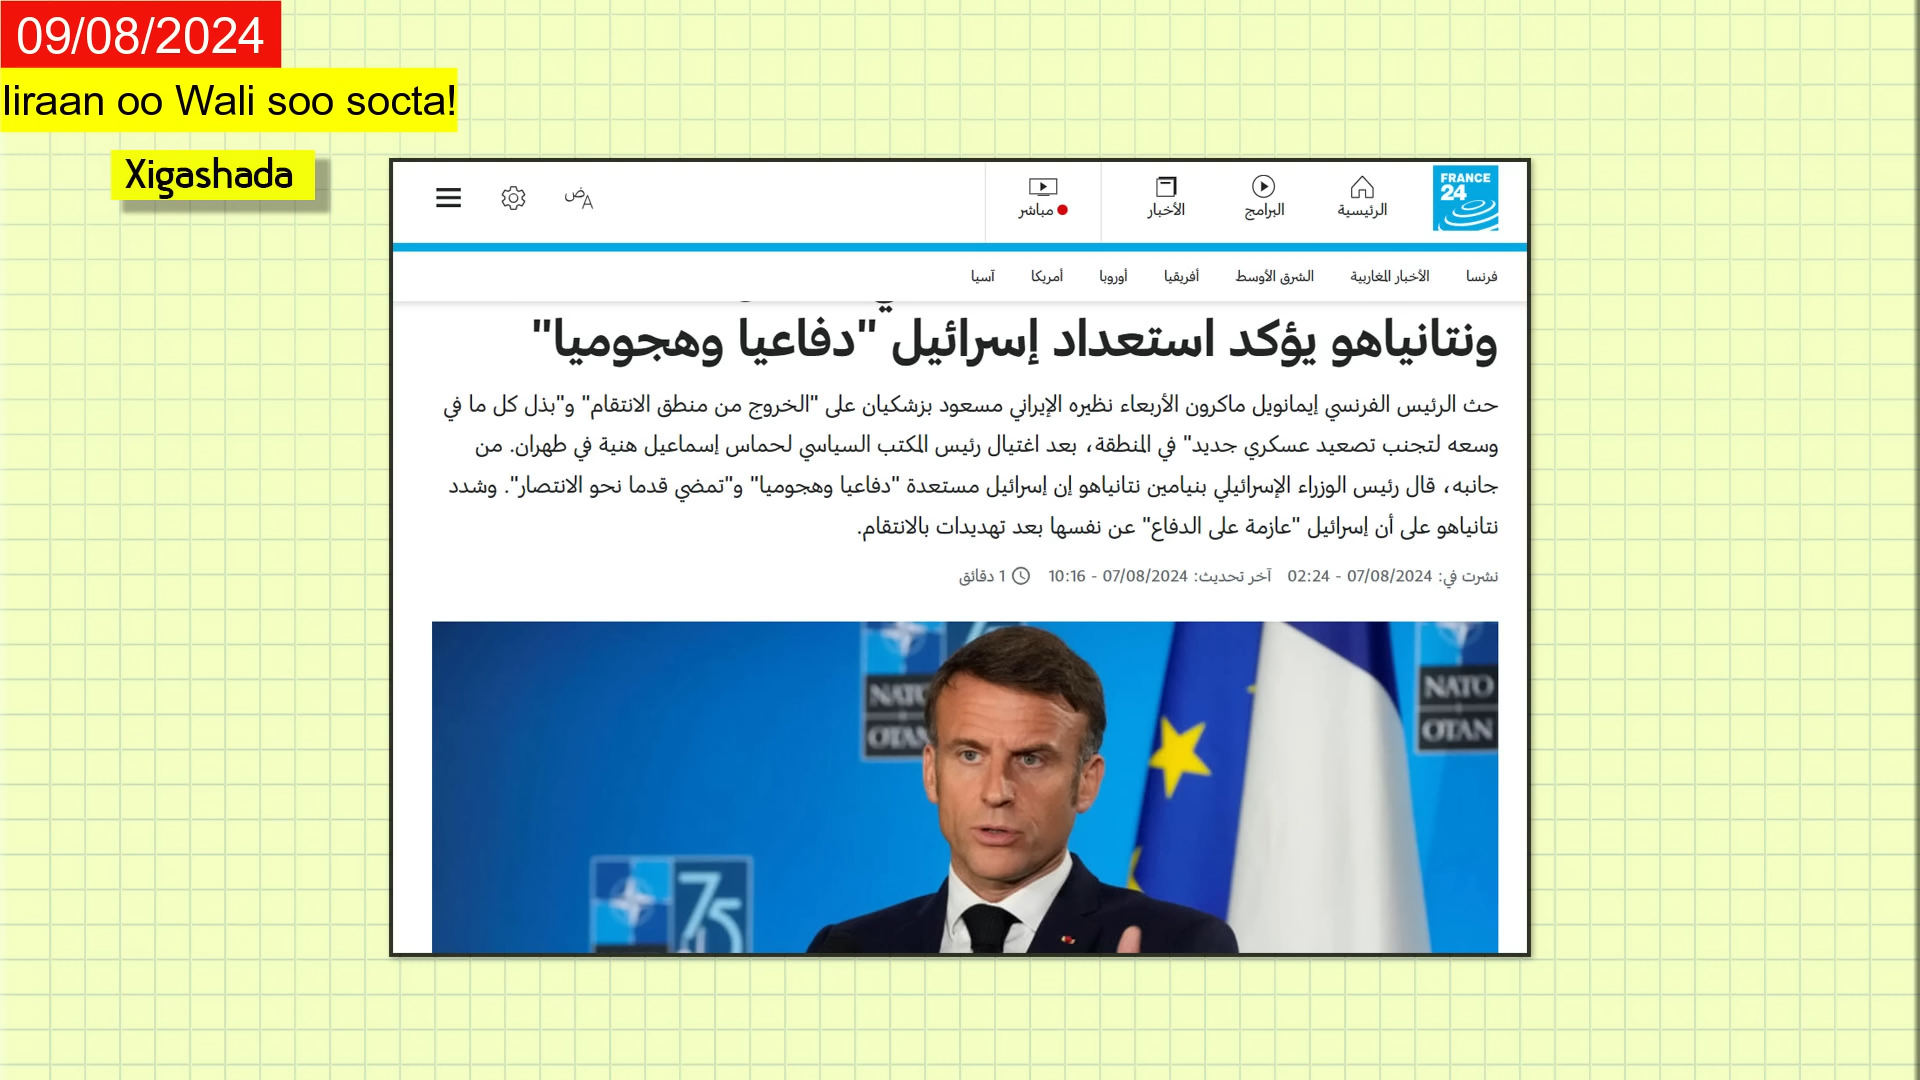 09/08/2024
Iiraan oo Wali soo socta!
Xigashada
FRANCE
24
الرئيسية
البرامج
الأخبار
مباشر
ضA
فرنسا
الأخبار المغاربية
الشرق الأوسط
أفريقيا
أوروبا
أمريكا
آسيا
ونتانياهو يؤكد استعداد إسرائيل "دفاعيا وهجوميا"
حث الرئيس الفرنسي إيمانويل ماكرون الأربعاء نظيره الإيراني مسعود بزشكيان على "الخروج من منطق الانتقام" و"بذل كل ما في
وسعه لتجنب تصعيد عسكري جديد" في المنطقة، بعد اغتيال رئيس المكتب السياسي لحماس إسماعيل هنية في طهران. من
جانبه، قال رئيس الوزراء الإسرائيلي بنيامين نتانياهو إن إسرائيل مستعدة "دفاعيا وهجوميا" و"تمضي قدما نحو الانتصار". وشدد
نتانياهو على أن إسرائيل "عازمة على الدفاع" عن نفسها بعد تهديدات بالانتقام.
نشرت في: 07/08/2024 - 02:24 آخر تحديث: 07/08/2024 - 10:16 1 دقائق
NATO
OTAN
NATO
OTAN
75